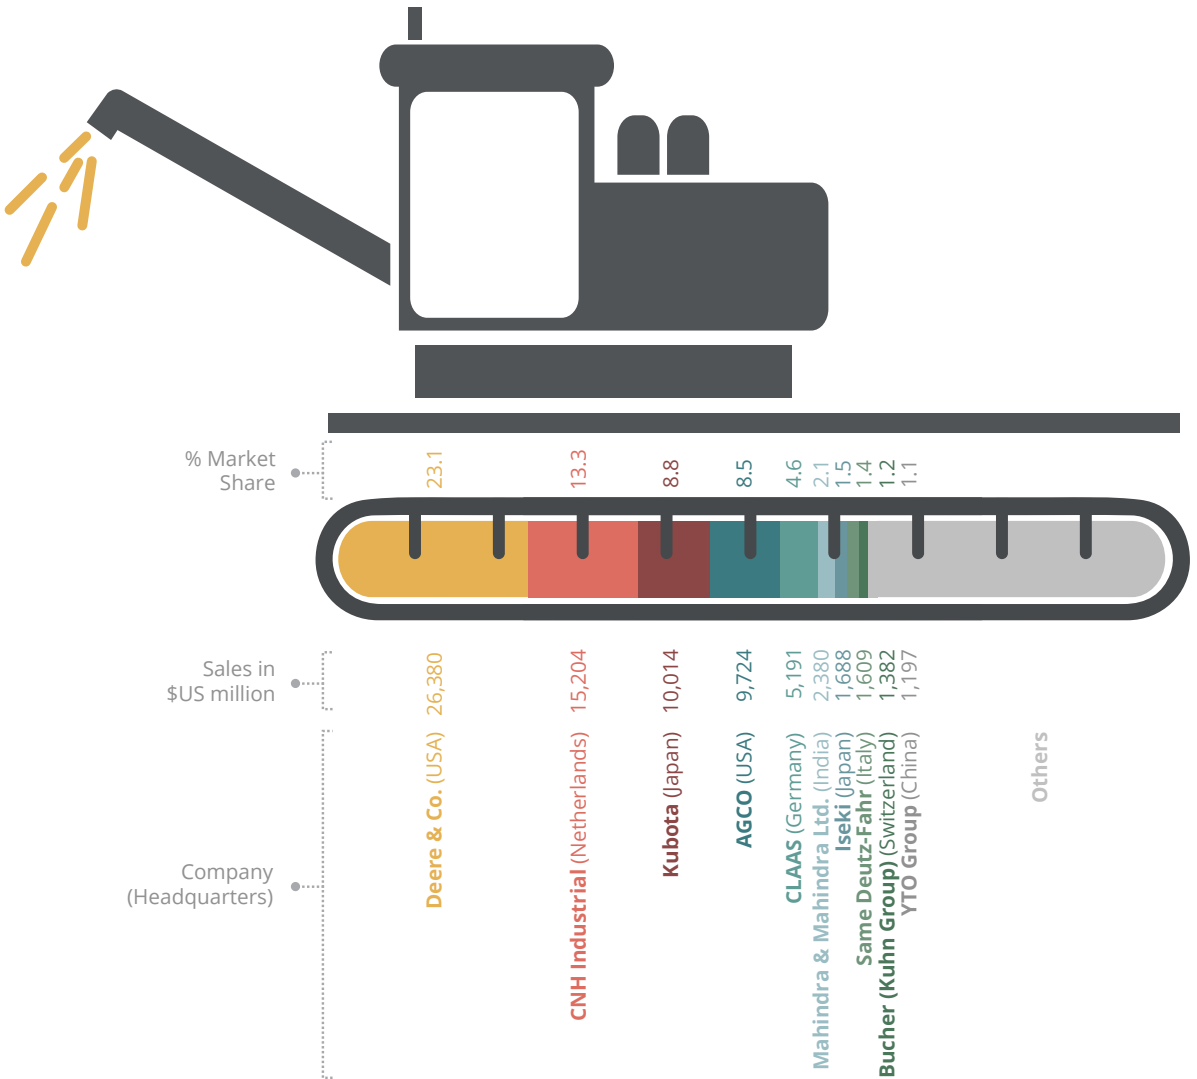 % Market
Share
23.1
13.3
8.8
8.5
4.6
2.1
1.5
1.4
1.2
1.1
Sales in
$US million
26,380
15,204
10,014
9,724
5,191
2,380
1,688
1,609
1,382
1,197
Company
(Headquarters)
Deere & Co. (USA)
CNH Industrial (Netherlands)
Kubota (Japan)
AGCO (USA)
CLAAS (Germany)
Mahindra & Mahindra Ltd. (India)
Iseki (Japan)
Same Deutz-Fahr (Italy)
Bucher (Kuhn Group) (Switzerland)
YTO Group (China)
Others